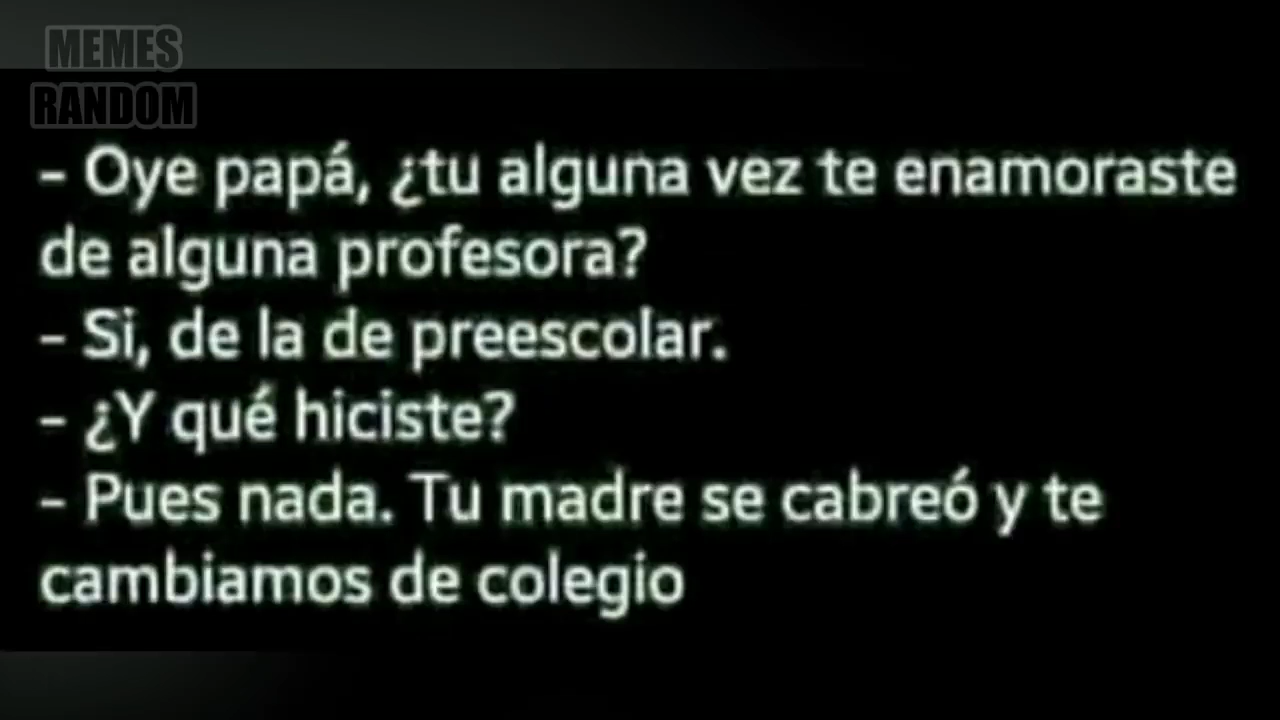 MEMES
RANDOM
– Oye papá, ¿tu alguna vez te enamoraste
de alguna profesora?
– Si, de la de preescolar.
– ¿Y qué hiciste?
– Pues nada. Tu madre se cabreó y te
cambiamos de colegio